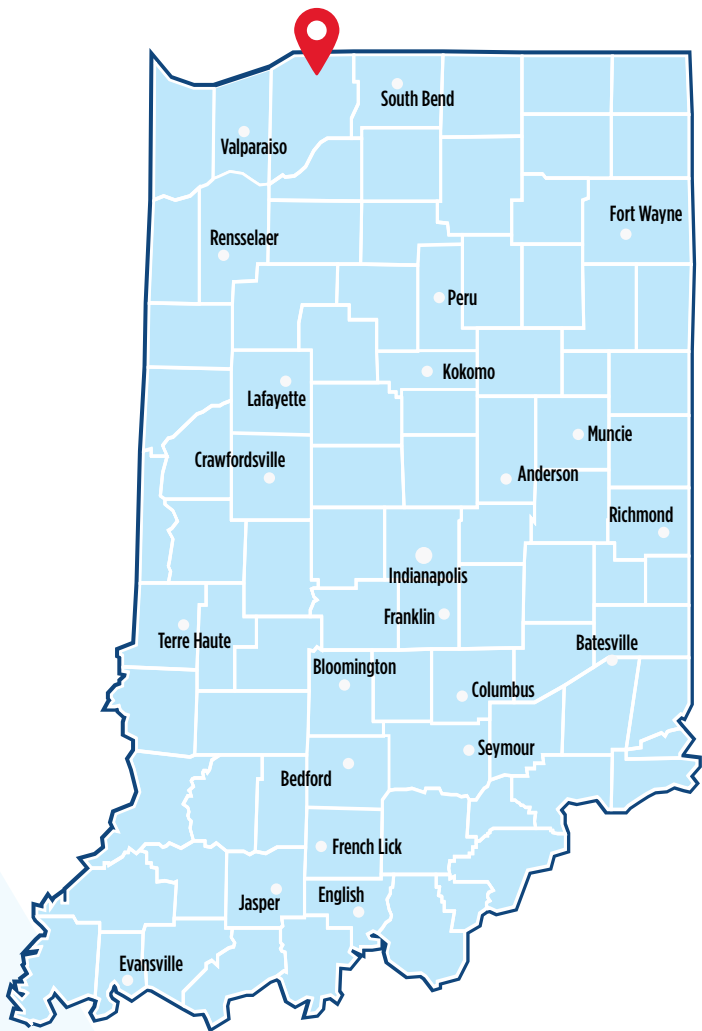 South Bend
Valparaiso
Fort Wayne
Rensselaer
Peru
Kokomo
Lafayette
Muncie
Crawfordsville
Anderson
Richmond
Indianapolis
Franklin
Terre Haute
Batesville
Bloomington
Columbus
Seymour
Bedford
French Lick
Jasper
English
Evansville